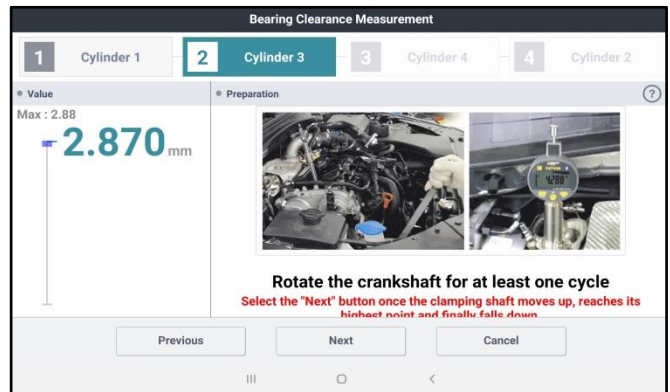 Bearing Clearance Measurement
1 Cylinder 1
2 Cylinder 3
3 Cylinder 4
4 Cylinder 2
Value
Preparation
?
Max : 2.88
2.870 mm
Rotate the crankshaft for at least one cycle
Select the "Next" button once the clamping shaft moves up, reaches its
highest point and finally falls down
Previous
Next
Cancel